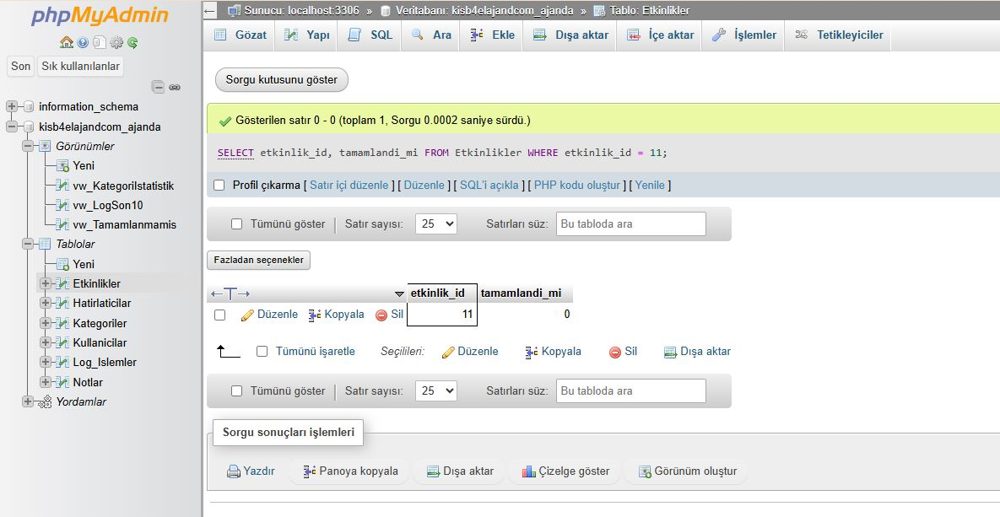 phpMyAdmin
Son
Sık kullanılanlar
information_schema
kisb4elajandcom_ajanda
Görünümler
Yeni
vw_KategoriIstatistik
vw_LogSon10
vw_Tamamlanmamis
Tablolar
Yeni
Etkinlikler
Hatirlaticilar
Kategoriler
Kullanicilar
Log_Islemler
Notlar
Yordamlar
Sunucu: localhost:3306 » Veritabanı: kisb4elajandcom_ajanda » Tablo: Etkinlikler
Gözat Yapı SQL Ara Ekle Dışa aktar İçe aktar İşlemler Tetikleyiciler
Sorgu kutusunu göster
Gösterilen satır 0 - 0 (toplam 1, Sorgu 0.0002 saniye sürdü.)
SELECT etkinlik_id, tamamlandi_mi FROM Etkinlikler WHERE etkinlik_id = 11;
Profil çıkarma [ Satır içi düzenle ] [ Düzenle ] [ SQL'i açıkla ] [ PHP kodu oluştur ] [ Yenile ]
Tümünü göster Satır sayısı: 25 Satırları süz: Bu tabloda ara
Fazladan seçenekler
←T→ etkinlik_id tamamlandi_mi
Düzenle Kopyala Sil 11 0
Tümünü işaretle Seçilileri: Düzenle Kopyala Sil Dışa aktar
Tümünü göster Satır sayısı: 25 Satırları süz: Bu tabloda ara
Sorgu sonuçları işlemleri
Yazdır Panoya kopyala Dışa aktar Çizelge göster Görünüm oluştur